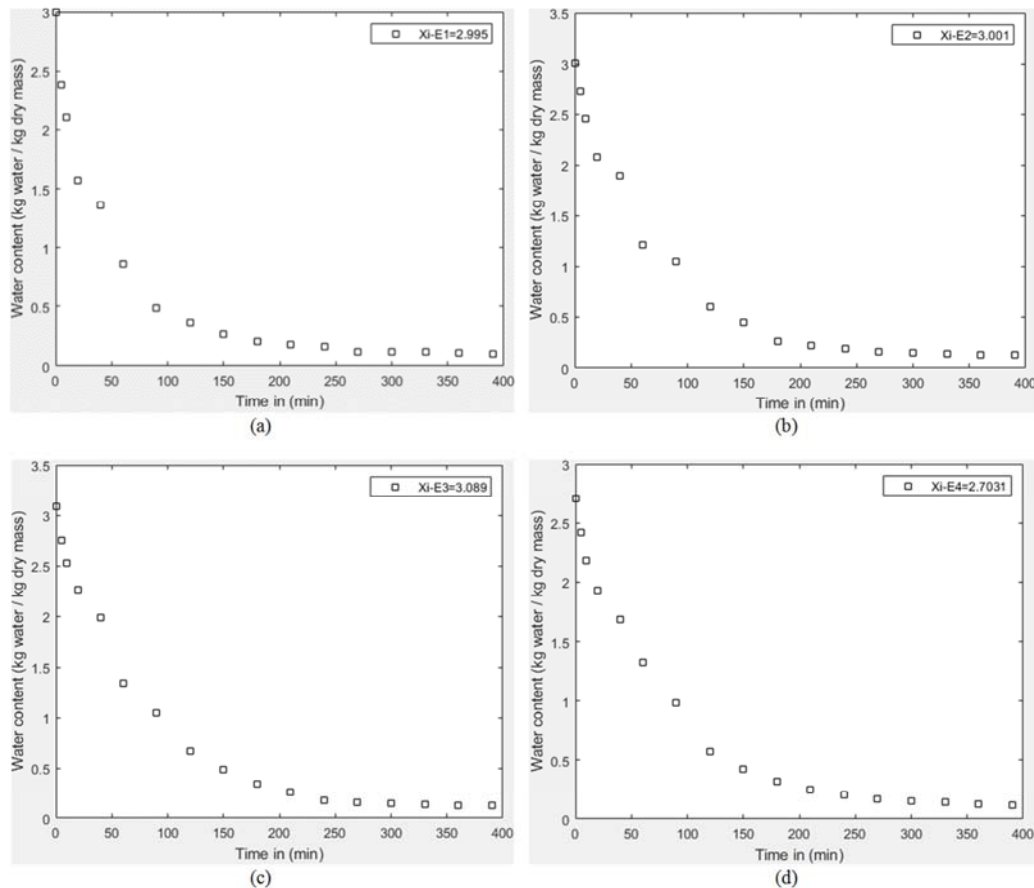 3
Xi-E1=2.995
2.5
2
1.5
1
0.5
0
0 50 100 150 200 250 300 350 400
Water content (kg water / kg dry mass)
Time in (min)
(a)
3.5
Xi-E2=3.001
3
2.5
2
1.5
1
0.5
0
0 50 100 150 200 250 300 350 400
Water content (kg water / kg dry mass)
Time in (min)
(b)
3.5
Xi-E3=3.089
3
2.5
2
1.5
1
0.5
0
0 50 100 150 200 250 300 350 400
Water content (kg water / kg dry mass)
Time in (min)
(c)
3
Xi-E4=2.7031
2.5
2
1.5
1
0.5
0
0 50 100 150 200 250 300 350 400
Water content (kg water / kg dry mass)
Time in (min)
(d)